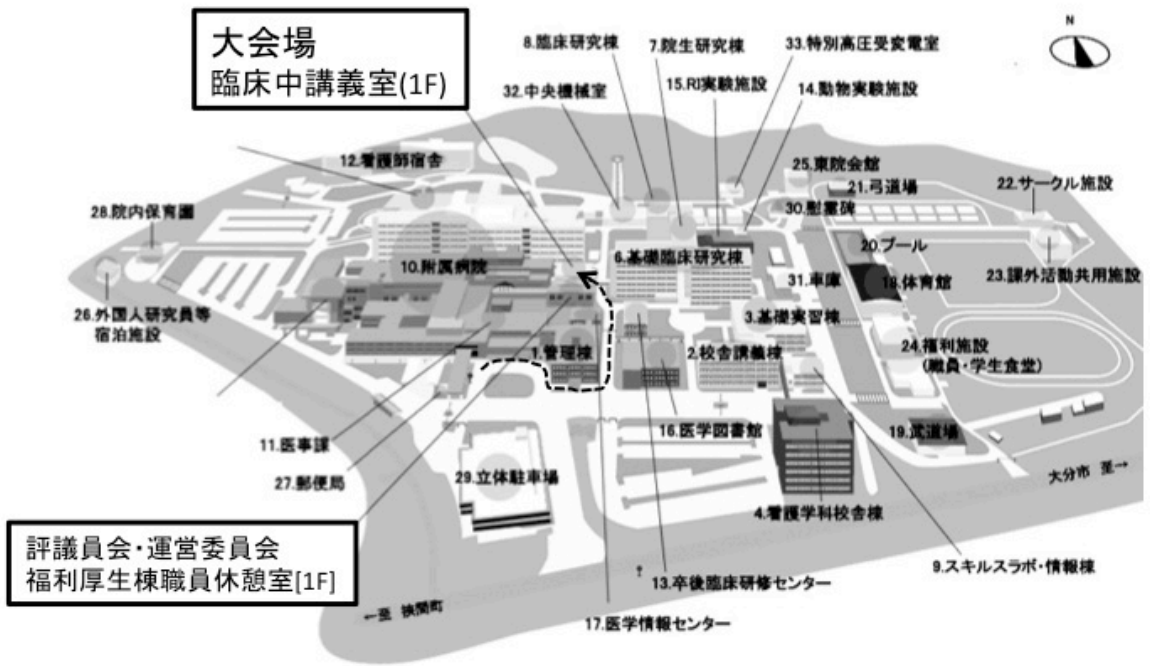 N
大会場
臨床中講義室(1F)
8.臨床研究棟
7.院生研究棟
33.特別高圧受変電室
32.中央機械室
15.RI実験施設
14.動物実験施設
12.看護師宿舎
25.東院会館
21.弓道場
22.サークル施設
28.院内保育園
30.慰霊碑
20.プール
10.附属病院
6.基礎臨床研究棟
31.車庫
18.体育館
23.課外活動共用施設
26.外国人研究員等
宿泊施設
3.基礎実習棟
1.管理棟
2.校舎講義棟
24.福利施設
(職員・学生食堂)
11.医事課
16.医学図書館
19.武道場
27.郵便局
29.立体駐車場
大分市 至→
4.看護学科校舎棟
評議員会・運営委員会
福利厚生棟職員休憩室[1F]
9.スキルスラボ・情報棟
13.卒後臨床研修センター
←至 挾間町
17.医学情報センター